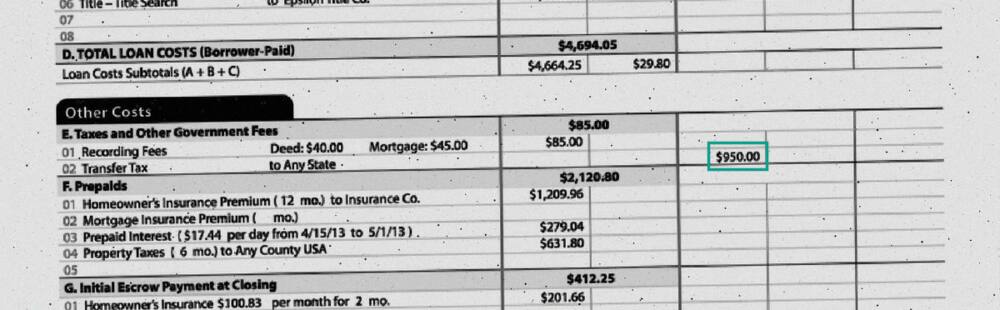 06 Title – Title Search to Epsilon Title Co.
07
08
D. TOTAL LOAN COSTS (Borrower-Paid) $4,694.05
Loan Costs Subtotals (A + B + C) $4,664.25 $29.80
Other Costs
E. Taxes and Other Government Fees $85.00
01 Recording Fees Deed: $40.00 Mortgage: $45.00 $85.00
02 Transfer Tax to Any State $950.00
F. Prepaids $2,120.80
01 Homeowner's Insurance Premium ( 12 mo.) to Insurance Co. $1,209.96
02 Mortgage Insurance Premium ( mo.)
03 Prepaid Interest ( $17.44 per day from 4/15/13 to 5/1/13 ) $279.04
04 Property Taxes ( 6 mo.) to Any County USA $631.80
05
G. Initial Escrow Payment at Closing $412.25
01 Homeowner's Insurance $100.83 per month for 2 mo. $201.66